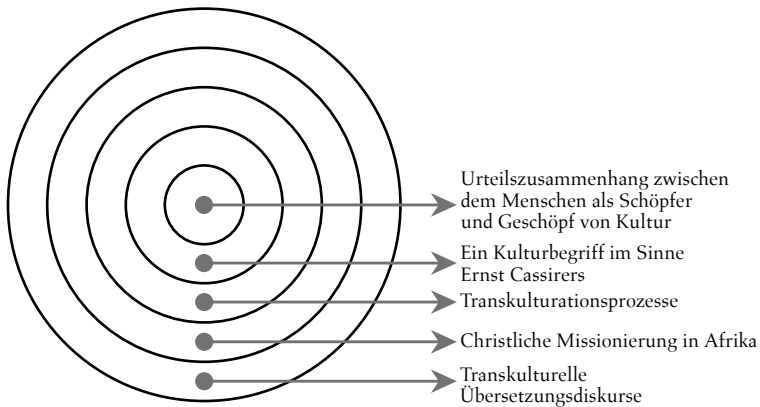 Urteilszusammenhang zwischen
dem Menschen als Schöpfer
und Geschöpf von Kultur
Ein Kulturbegriff im Sinne
Ernst Cassirers
Transkulturationsprozesse
Christliche Missionierung in Afrika
Transkulturelle
Übersetzungsdiskurse